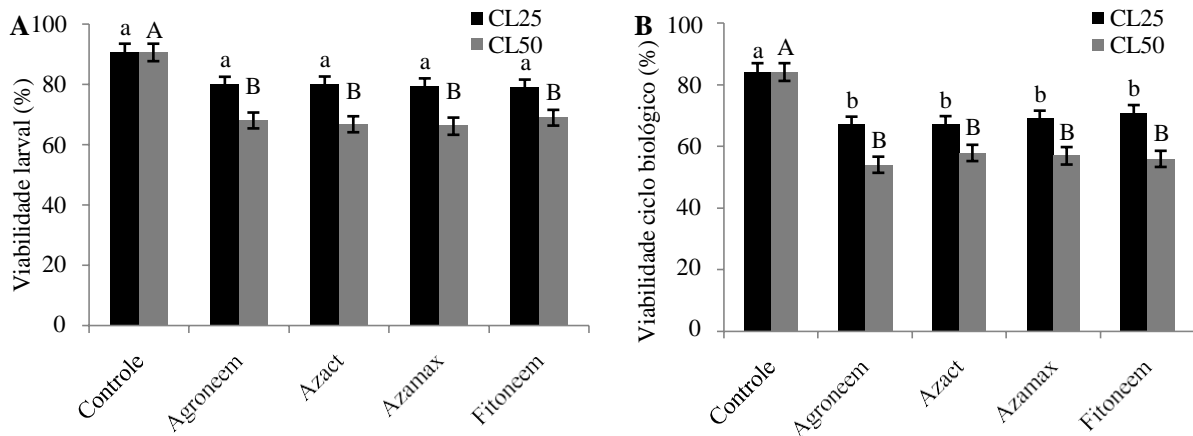 A
Viabilidade larval (%)
100
80
60
40
20
0
CL25
CL50
a A
a B
a B
a B
a B
Controle
Agroneem
Azact
Azamax
Fitoneem
B
Viabilidade ciclo biológico (%)
100
80
60
40
20
0
CL25
CL50
a A
b B
b B
b B
b B
Controle
Agroneem
Azact
Azamax
Fitoneem